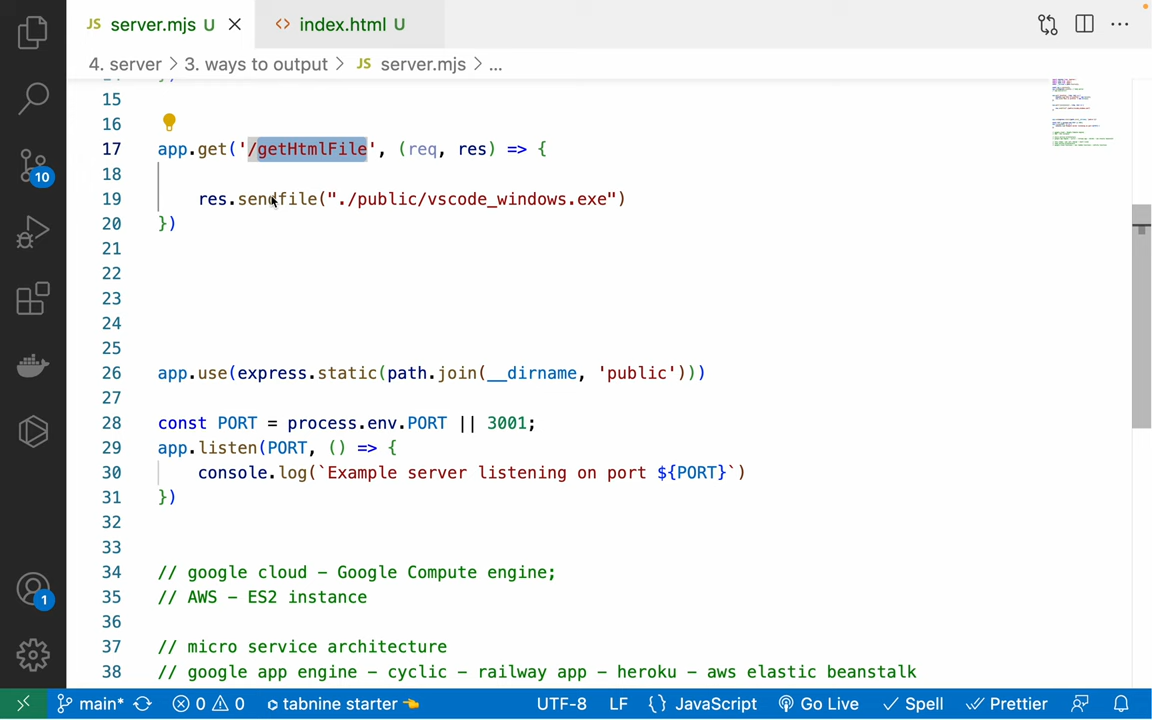 JS server.mjs U
<> index.html U
4. server > 3. ways to output > JS server.mjs > ...
15
16
17 app.get('/getHtmlFile', (req, res) => {
18
19 res.sendfile("./public/vscode_windows.exe")
20 })
21
22
23
24
25
26 app.use(express.static(path.join(__dirname, 'public')))
27
28 const PORT = process.env.PORT || 3001;
29 app.listen(PORT, () => {
30 console.log(`Example server listening on port ${PORT}`)
31 })
32
33
34 // google cloud - Google Compute engine;
35 // AWS - ES2 instance
36
37 // micro service architecture
38 // google app engine - cyclic - railway app - heroku - aws elastic beanstalk
10
1
main* 0 0 tabnine starter UTF-8 LF {} JavaScript Go Live Spell Prettier